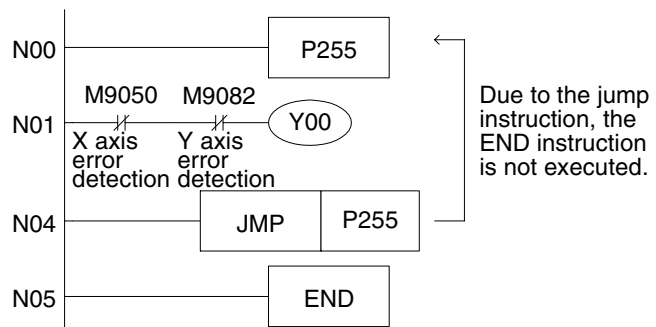 N00 P255
M9050 M9082
N01 Y00
X axis error detection
Y axis error detection
Due to the jump
instruction, the
END instruction
is not executed.
N04 JMP P255
N05 END